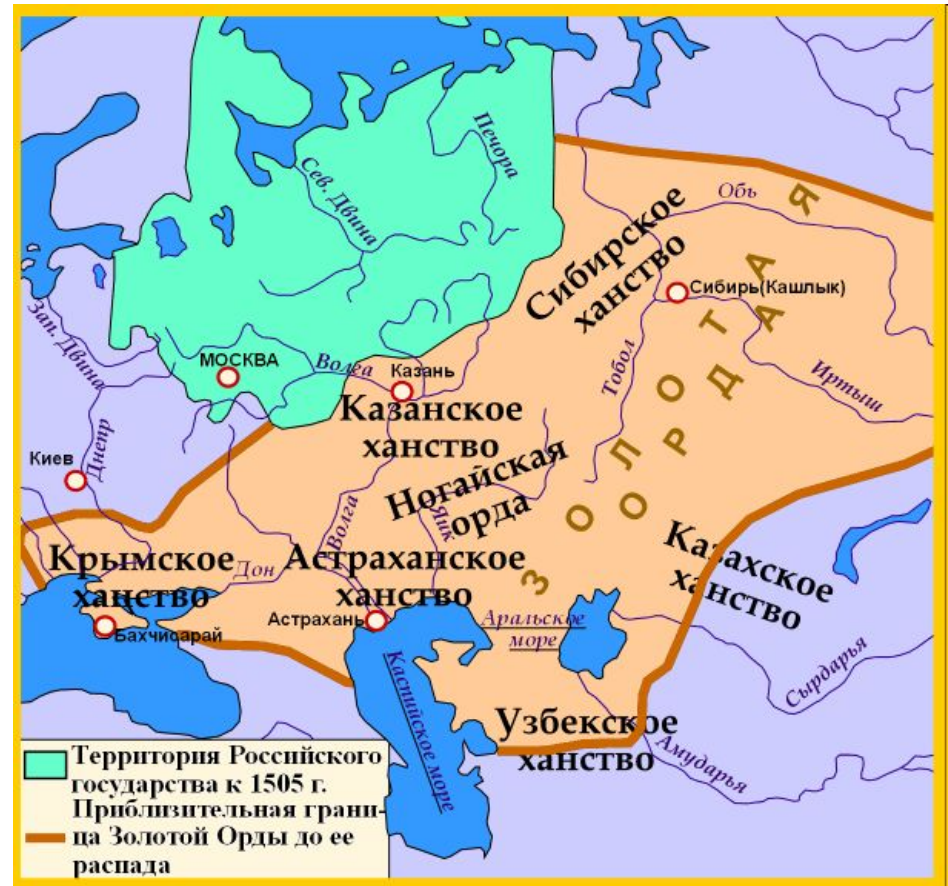 Печора
Сев. Двина
Обь
Сибирское
ханство
Сибирь(Кашлык)
ЗОЛОТАЯ
ОРДА
Зап. Двина
МОСКВА
Волга
Казань
Тобол
Иртыш
Казанское
ханство
Киев
Днепр
Ногайская
орда
Волга
Яик
Казахское
ханство
Крымское
ханство
Дон
Астраханское
ханство
Астрахань
Бахчисарай
Аральское
море
Каспийское море
Сырдарья
Узбекское
ханство
Амударья
Территория Российского
государства к 1505 г.
Приблизительная грани-
ца Золотой Орды до ее
распада